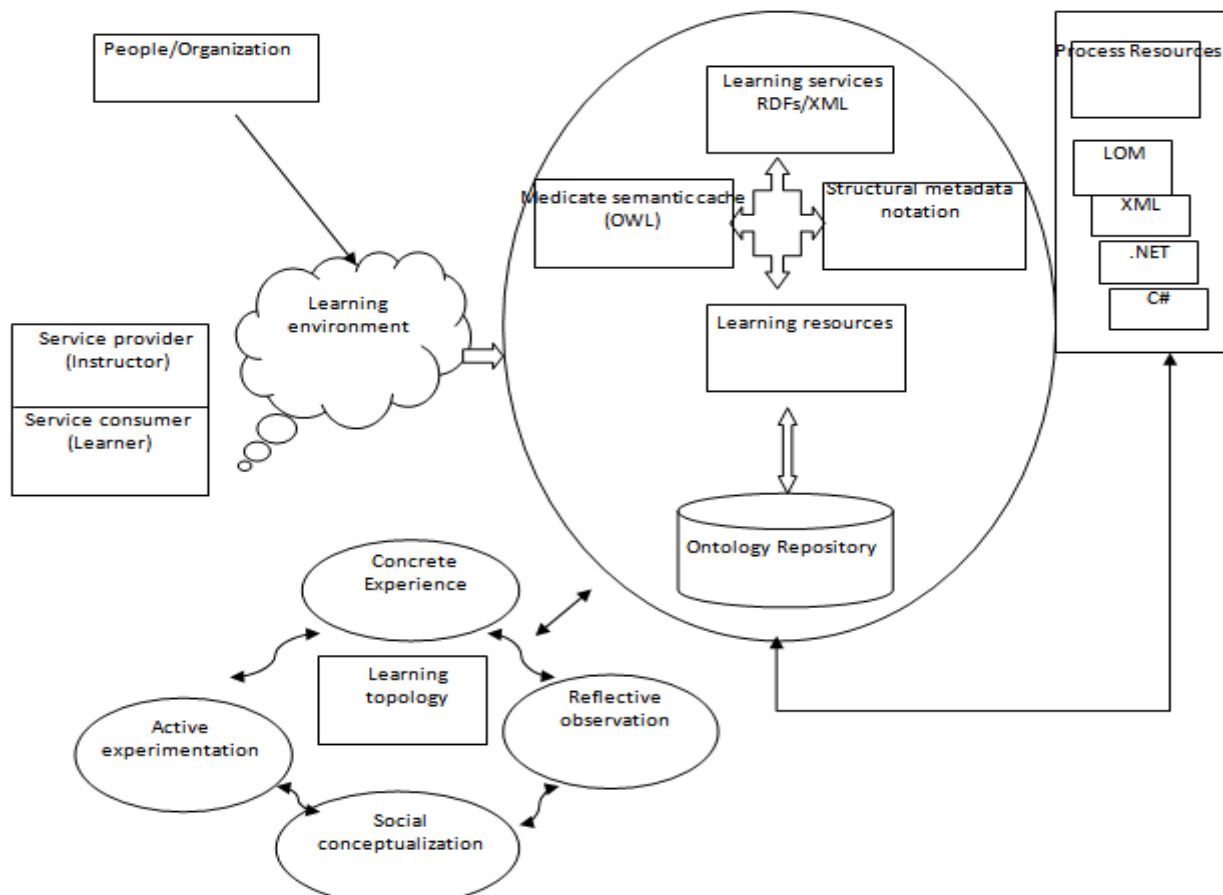 People/Organization
Learning services
RDFs/XML
Process Resources
LOM
XML
.NET
C#
Medicate semantic cache
(OWL)
Structural metadata
notation
Learning
environment
Learning resources
Service provider
(Instructor)
Service consumer
(Learner)
Ontology Repository
Concrete
Experience
Learning
topology
Reflective
observation
Active
experimentation
Social
conceptualization